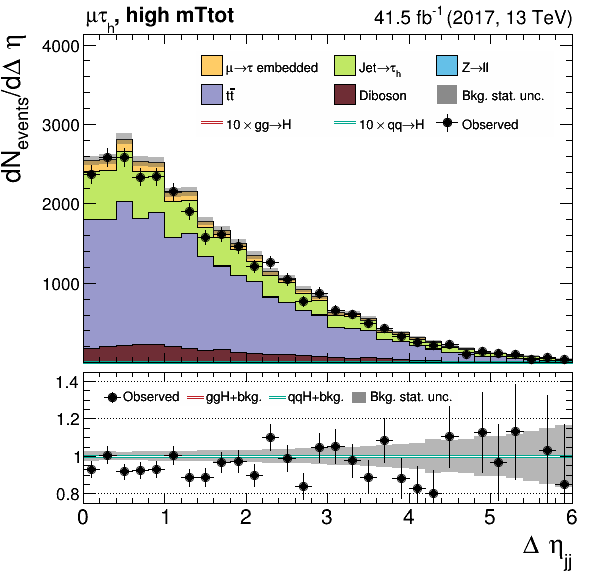 μτh, high mTtot 41.5 fb⁻¹ (2017, 13 TeV)
dNevents/dΔ η
4000
3000
2000
1000
μ→τ embedded Jet→τh Z→ll
tt̄ Diboson Bkg. stat. unc.
10 × gg→H 10 × qq→H Observed
1.4
1.2
1
0.8
Observed ggH+bkg. qqH+bkg. Bkg. stat. unc.
0 1 2 3 4 5 6
Δ ηjj